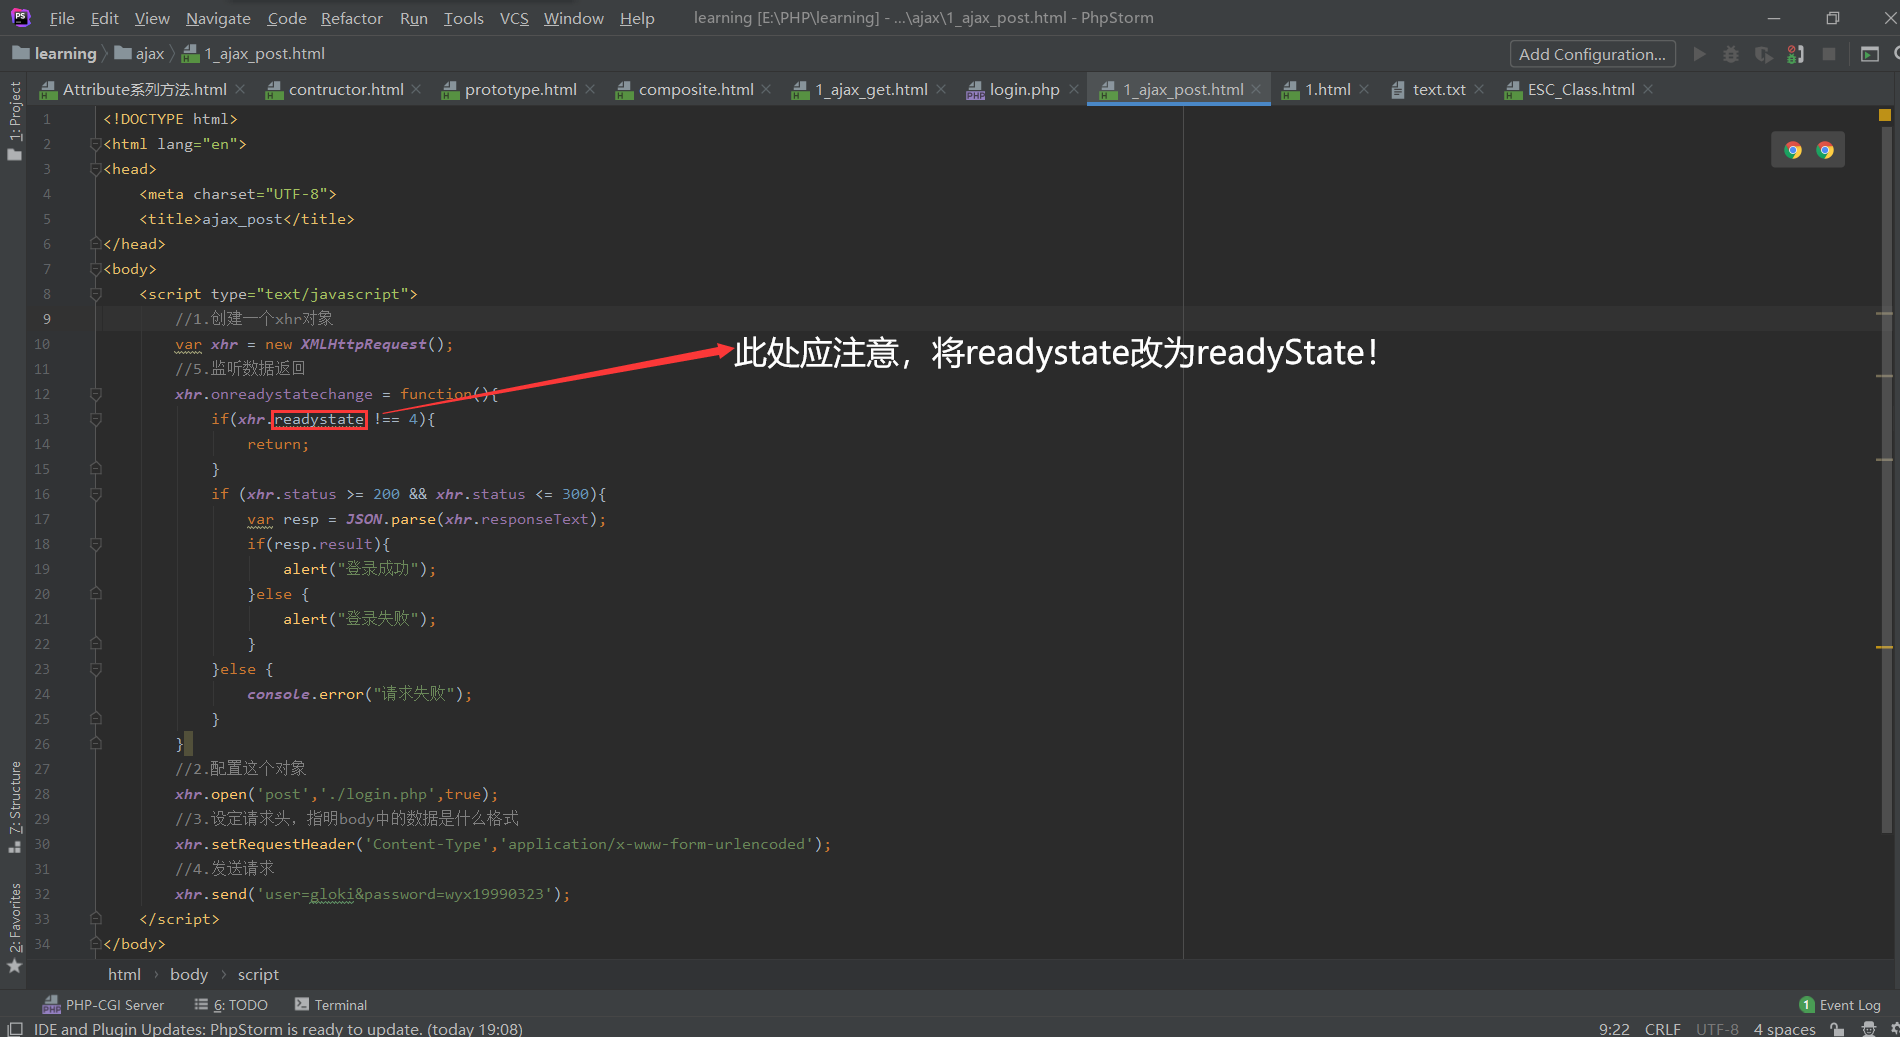 File Edit View Navigate Code Refactor Run Tools VCS Window Help learning [E:\PHP\learning] - ...\ajax\1_ajax_post.html - PhpStorm
learning ajax 1_ajax_post.html Add Configuration...
Attribute系列方法.html contructor.html prototype.html composite.html 1_ajax_get.html login.php 1_ajax_post.html 1.html text.txt ESC_Class.html
1: Project
1 <!DOCTYPE html>
2 <html lang="en">
3 <head>
4 <meta charset="UTF-8">
5 <title>ajax_post</title>
6 </head>
7 <body>
8 <script type="text/javascript">
9 //1.创建一个xhr对象
10 var xhr = new XMLHttpRequest();
此处应注意，将readystate改为readyState！
11 //5.监听数据返回
12 xhr.onreadystatechange = function(){
13 if(xhr.readystate !== 4){
14 return;
15 }
16 if (xhr.status >= 200 && xhr.status <= 300){
17 var resp = JSON.parse(xhr.responseText);
18 if(resp.result){
19 alert("登录成功");
20 }else {
21 alert("登录失败");
22 }
23 }else {
24 console.error("请求失败");
25 }
26 }
27 //2.配置这个对象
28 xhr.open('post','./login.php',true);
29 //3.设定请求头，指明body中的数据是什么格式
30 xhr.setRequestHeader('Content-Type','application/x-www-form-urlencoded');
31 //4.发送请求
32 xhr.send('user=gloki&password=wyx19990323');
33 </script>
34 </body>
7: Structure
2: Favorites
html › body › script
PHP-CGI Server 6: TODO Terminal 1 Event Log
IDE and Plugin Updates: PhpStorm is ready to update. (today 19:08) 9:22 CRLF UTF-8 4 spaces